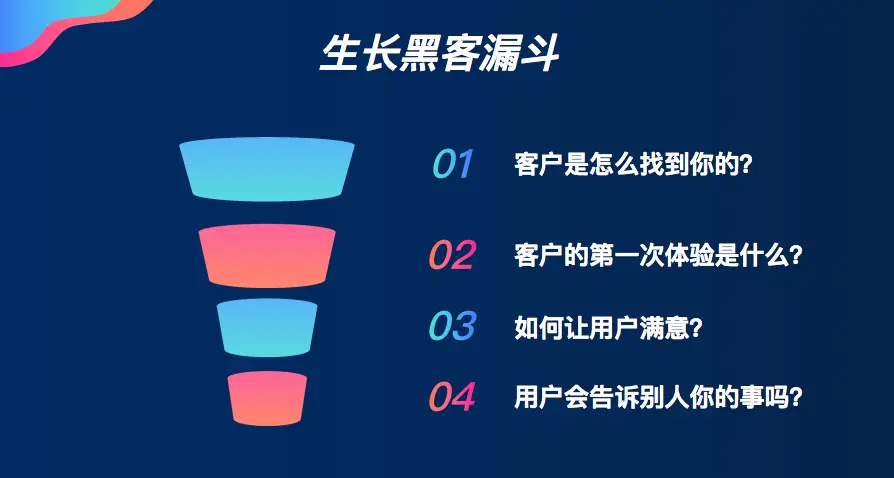 生长黑客漏斗
01 客户是怎么找到你的?
02 客户的第一次体验是什么?
03 如何让用户满意?
04 用户会告诉别人你的事吗?